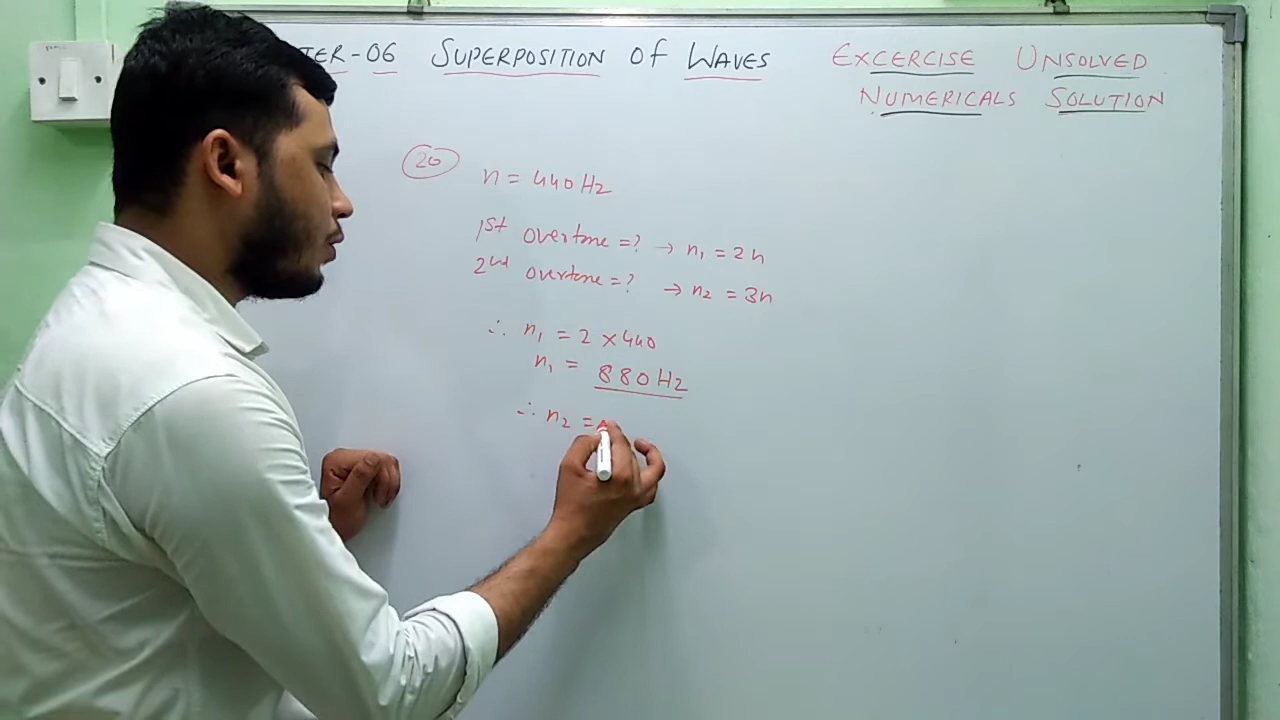 TER-06 SUPERPOSITION OF WAVES EXCERCISE UNSOLVED
NUMERICALS SOLUTION
20 n = 440 Hz
1st overtone = ? → n1 = 2n
2nd overtone = ? → n2 = 3n
∴ n1 = 2 × 440
n1 = 880 Hz
∴ n2 =